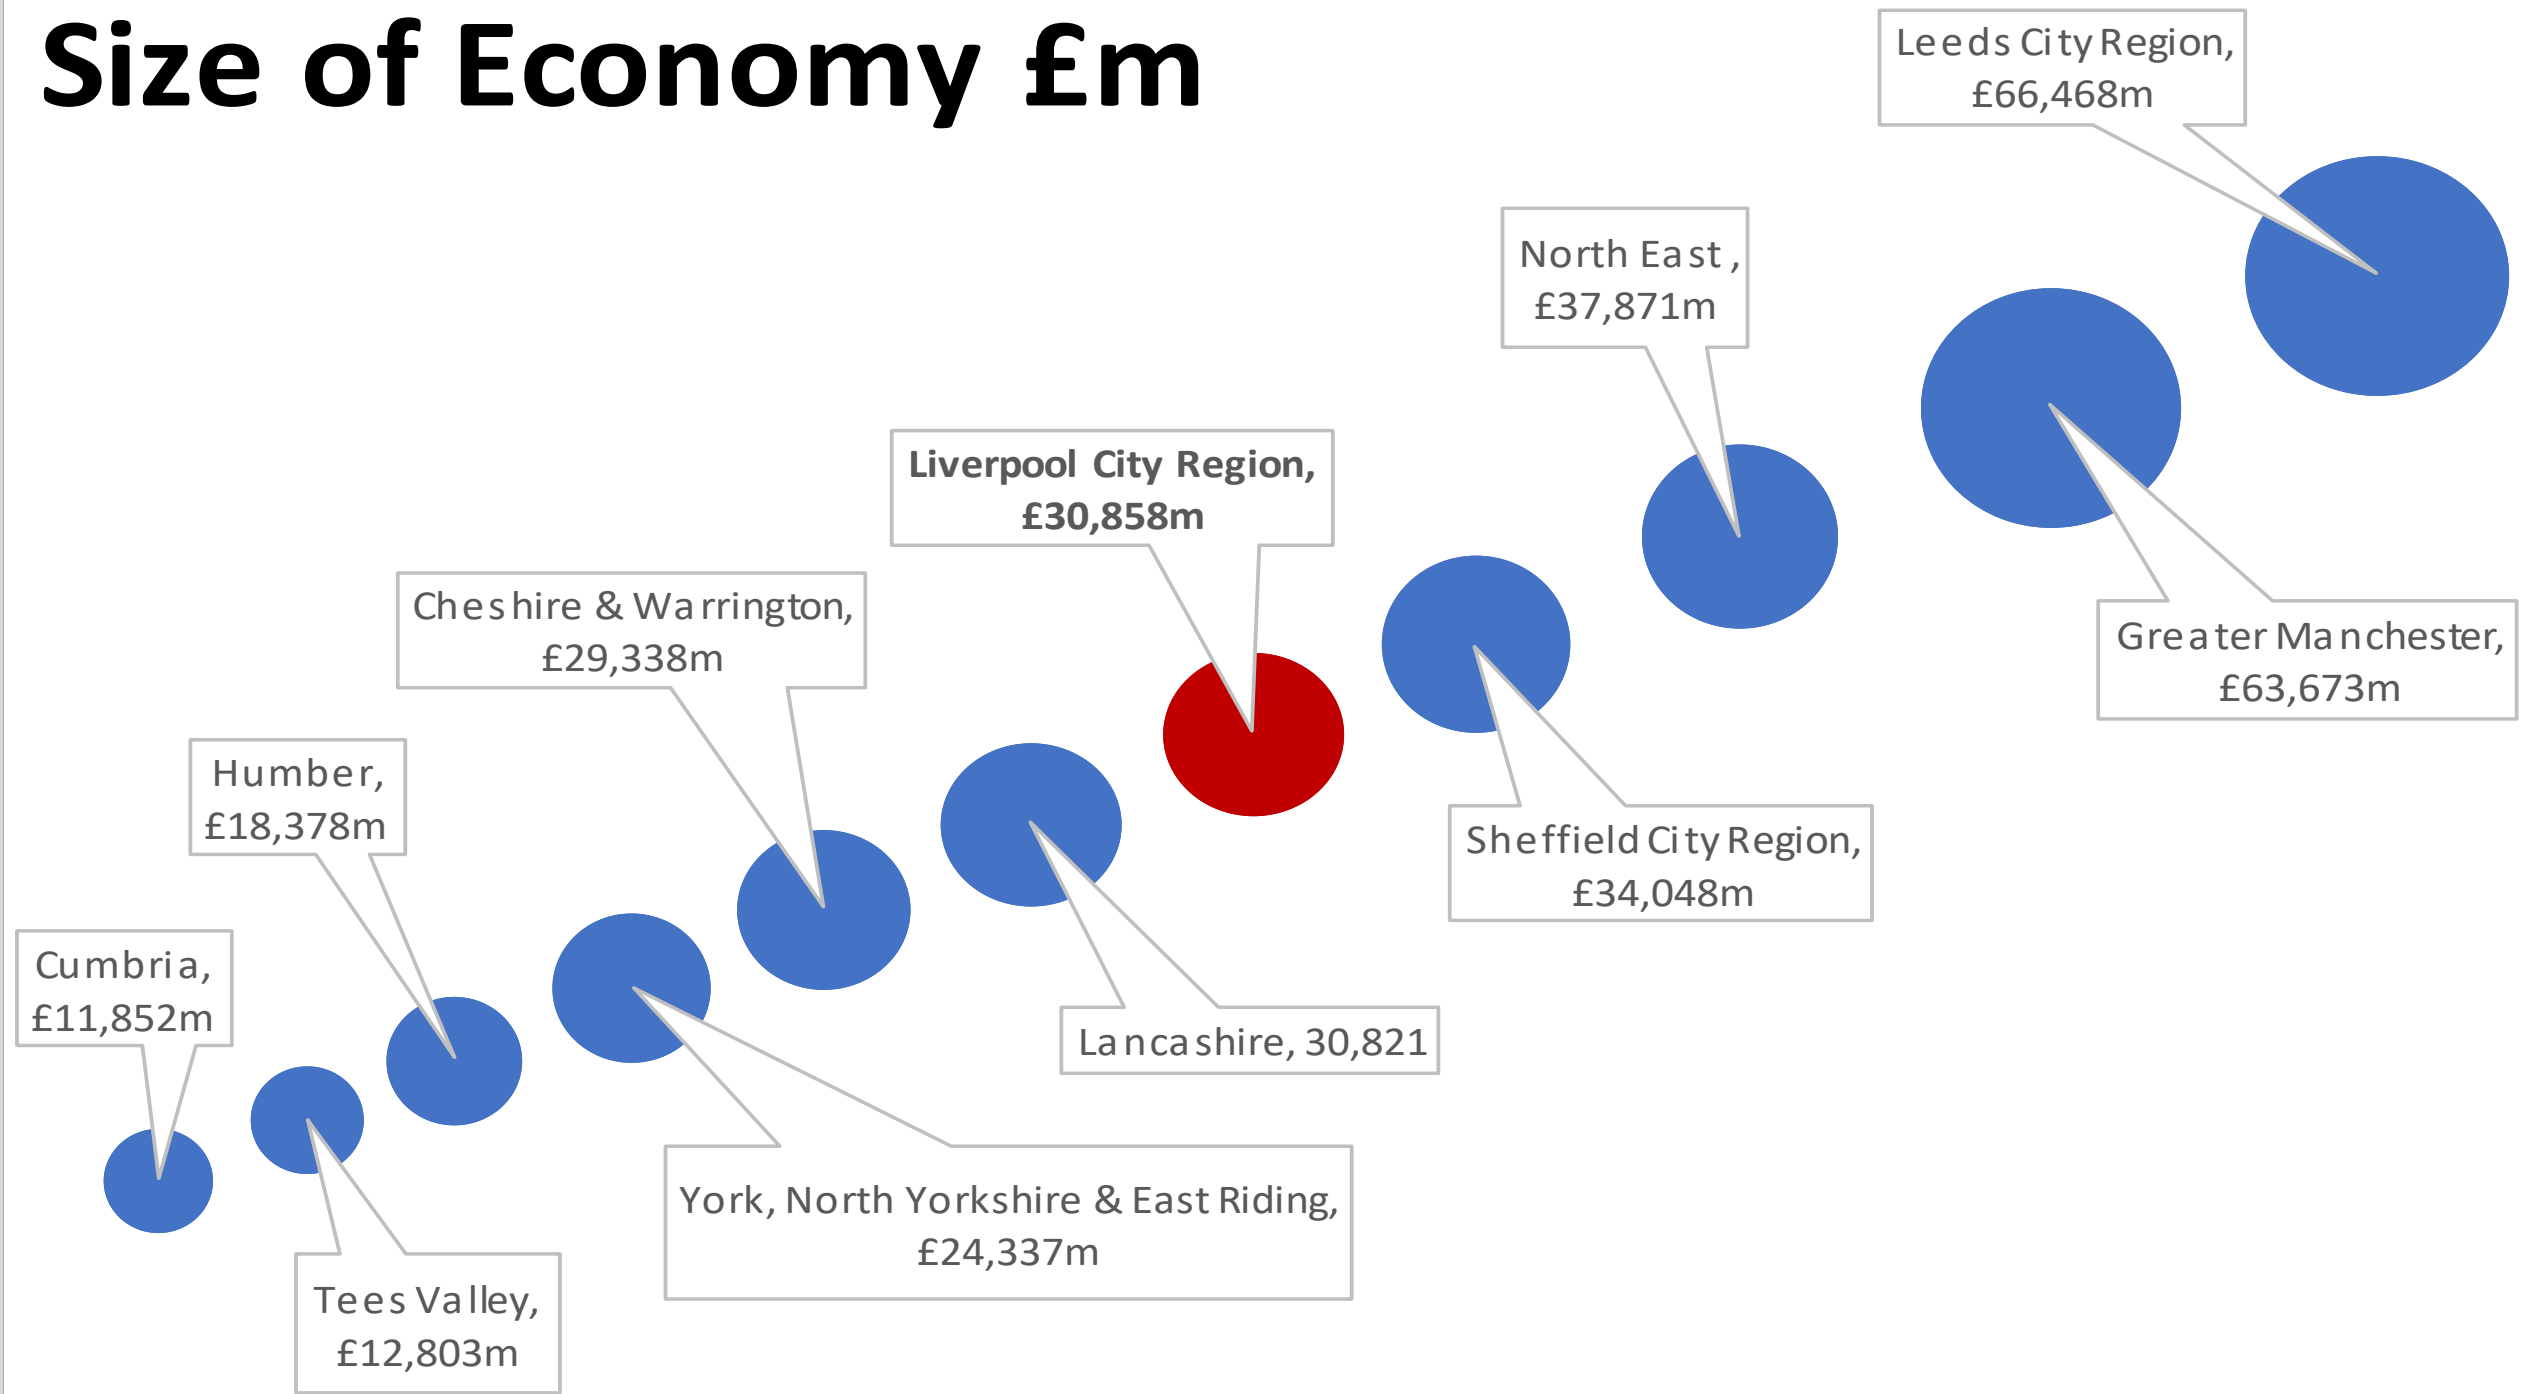 Size of Economy £m
Leeds City Region,
£66,468m
North East ,
£37,871m
Liverpool City Region,
£30,858m
Cheshire & Warrington,
£29,338m
Greater Manchester,
£63,673m
Humber,
£18,378m
Sheffield City Region,
£34,048m
Cumbria,
£11,852m
Lancashire, 30,821
York, North Yorkshire & East Riding,
£24,337m
Tees Valley,
£12,803m